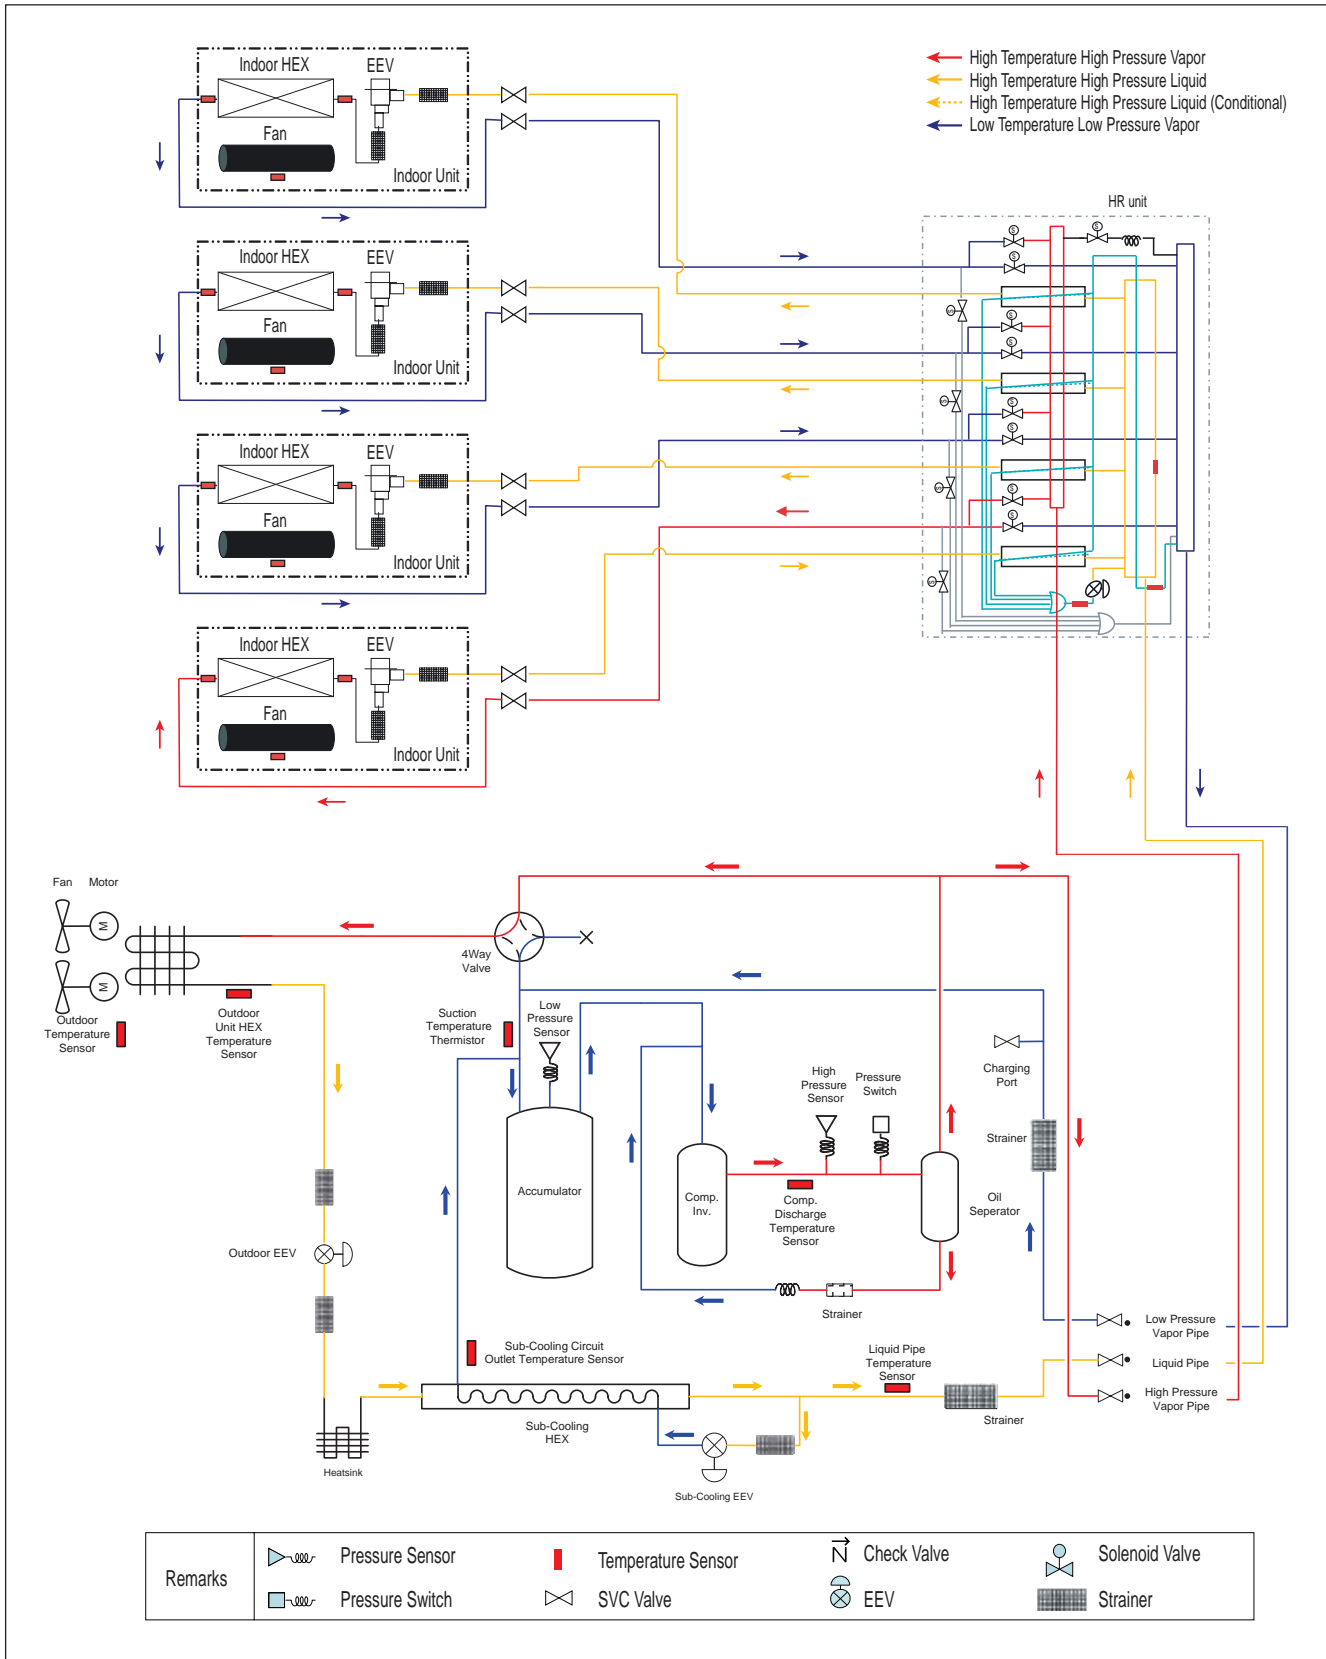 High Temperature High Pressure Vapor
High Temperature High Pressure Liquid
High Temperature High Pressure Liquid (Conditional)
Low Temperature Low Pressure Vapor
Indoor HEX
EEV
Fan
Indoor Unit
HR unit
S
S
S
S
S
S
S
S
S
S
S
S
S
Indoor HEX
EEV
Fan
Indoor Unit
Indoor HEX
EEV
Fan
Indoor Unit
Indoor HEX
EEV
Fan
Indoor Unit
Fan
Motor
M
M
4Way
Valve
Outdoor
Temperature
Sensor
Outdoor
Unit HEX
Temperature
Sensor
Suction
Temperature
Thermistor
Low
Pressure
Sensor
High
Pressure
Sensor
Pressure
Switch
Charging
Port
Strainer
Accumulator
Comp.
Inv.
Comp.
Discharge
Temperature
Sensor
Oil
Seperator
Outdoor EEV
Strainer
Sub-Cooling Circuit
Outlet Temperature Sensor
Liquid Pipe
Temperature
Sensor
Low Pressure
Vapor Pipe
Liquid Pipe
High Pressure
Vapor Pipe
Sub-Cooling
HEX
Strainer
Heatsink
Sub-Cooling EEV
Remarks
Pressure Sensor
Temperature Sensor
N
Check Valve
Solenoid Valve
Pressure Switch
SVC Valve
EEV
Strainer